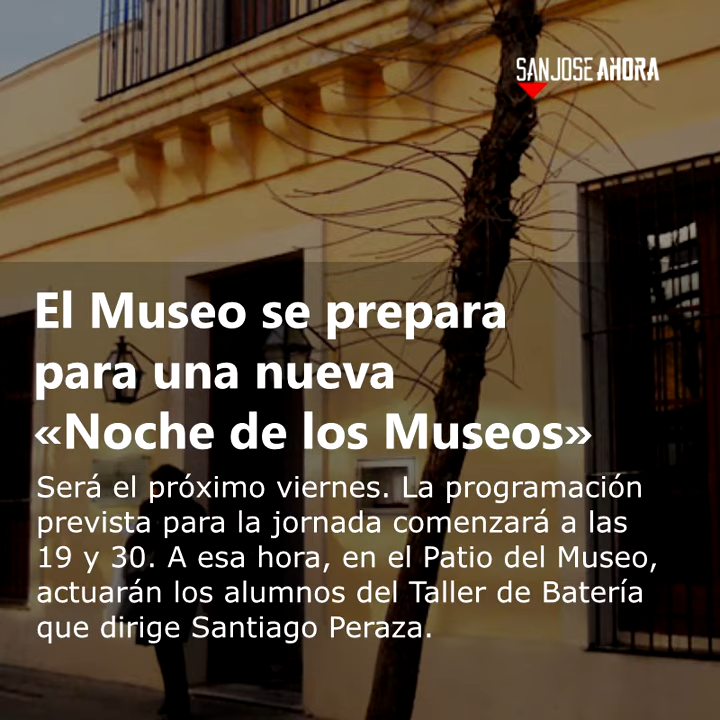 SAN JOSE AHORA
El Museo se prepara
para una nueva
«Noche de los Museos»
Será el próximo viernes. La programación
prevista para la jornada comenzará a las
19 y 30. A esa hora, en el Patio del Museo,
actuarán los alumnos del Taller de Batería
que dirige Santiago Peraza.